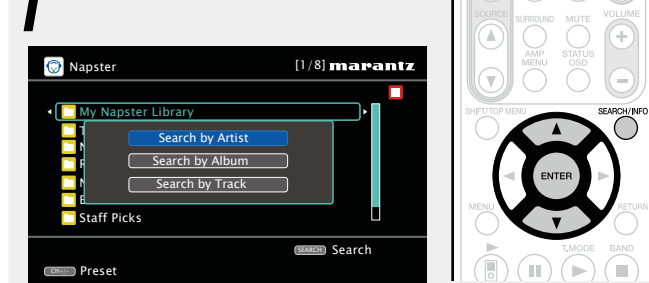 Napster [1/8] marantz
My Napster Library
T
N
R
N
E
Search by Artist
Search by Album
Search by Track
Staff Picks
SEARCH Search
CH+/- Preset
SOURCE SURROUND MUTE VOLUME
AMP MENU STATUS OSD
SHIFT/TOP MENU SEARCH/INFO
ENTER
MENU RETURN
T.MODE BAND